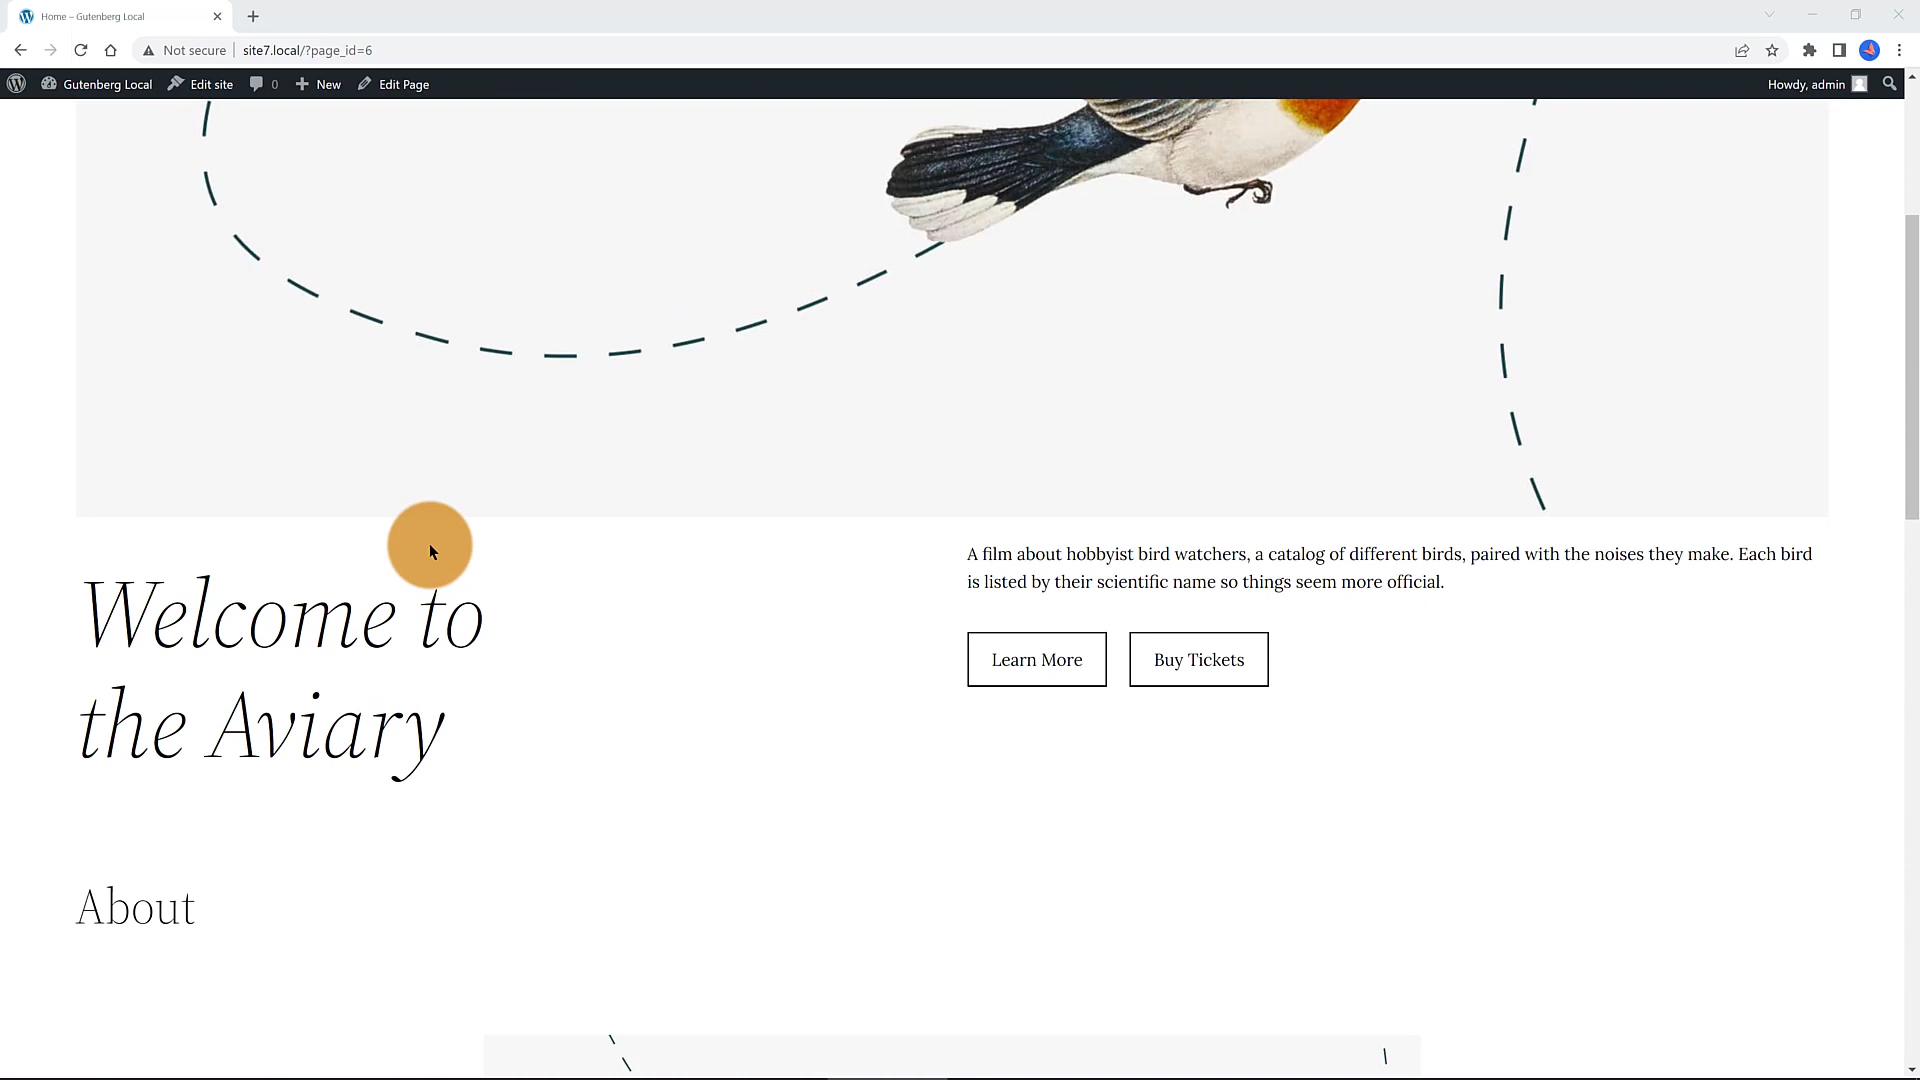 Home – Gutenberg Local
Not secure site7.local/?page_id=6
Gutenberg Local Edit site 0 New Edit Page Howdy, admin
A film about hobbyist bird watchers, a catalog of different birds, paired with the noises they make. Each bird
is listed by their scientific name so things seem more official.
Learn More Buy Tickets
Welcome to
the Aviary
About